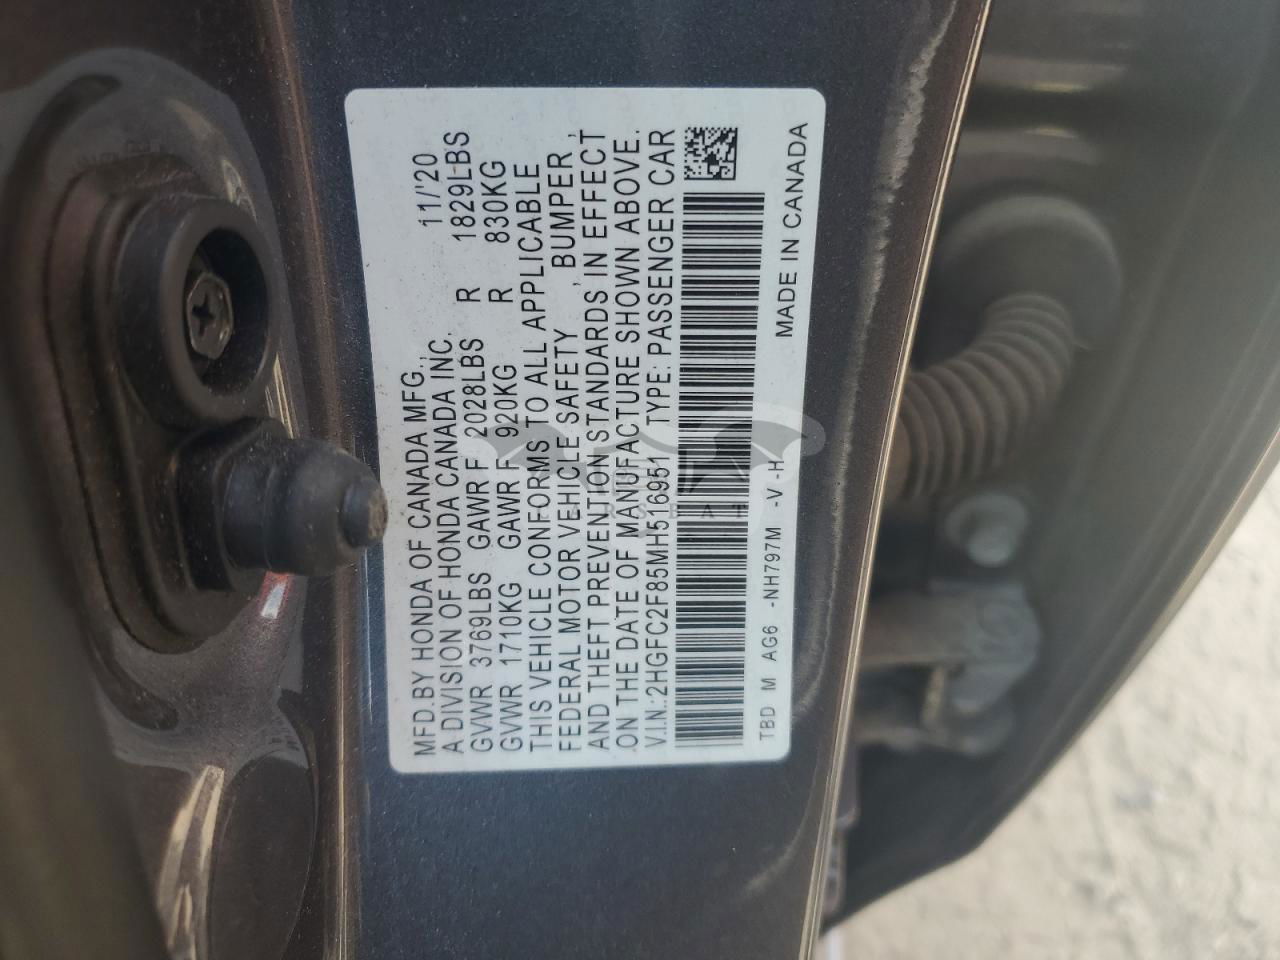 MFD.BY HONDA OF CANADA MFG., 11/'20
A DIVISION OF HONDA CANADA INC.
GVWR 3769LBS GAWR F 2028LBS R 1829LBS
GVWR 1710KG GAWR F 920KG R 830KG
THIS VEHICLE CONFORMS TO ALL APPLICABLE
FEDERAL MOTOR VEHICLE SAFETY , BUMPER ,
AND THEFT PREVENTION STANDARDS IN EFFECT
ON THE DATE OF MANUFACTURE SHOWN ABOVE.
V.I.N.:2HGFC2F85MH516951 TYPE: PASSENGER CAR
TBD M AG6 -NH797M -V -H MADE IN CANADA